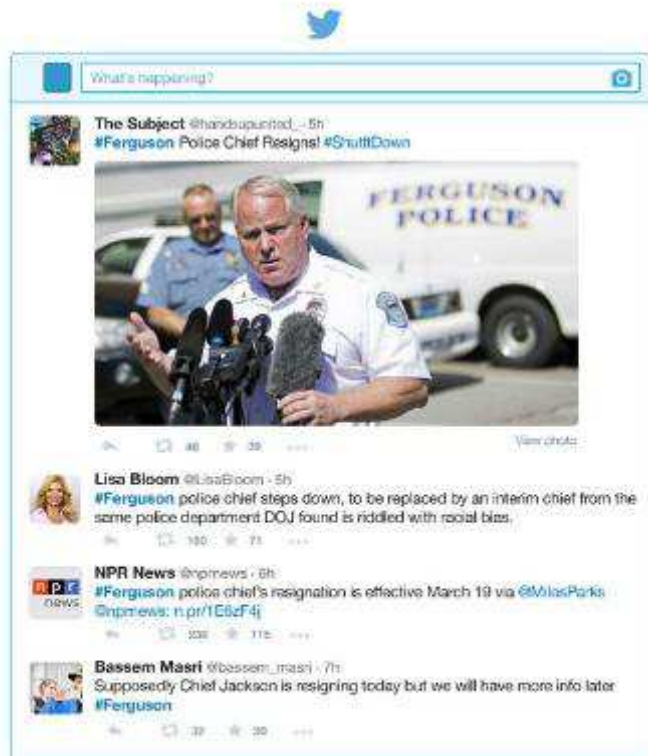 What's happening?
The Subject @handsupunited_ · 5h
#Ferguson Police Chief Resigns! #ShutItDown
FERGUSON
POLICE
46 39
View photo
Lisa Bloom @LisaBloom · 5h
#Ferguson police chief steps down, to be replaced by an interim chief from the
same police department DOJ found is riddled with racial bias.
71
npr
news
NPR News @nprnews · 6h
#Ferguson police chief's resignation is effective March 19 via @MilesParks
@nprnews: n.pr/1E6zF4j
Bassem Masri @bassem_masri · 7h
Supposedly Chief Jackson is resigning today but we will have more info later
#Ferguson